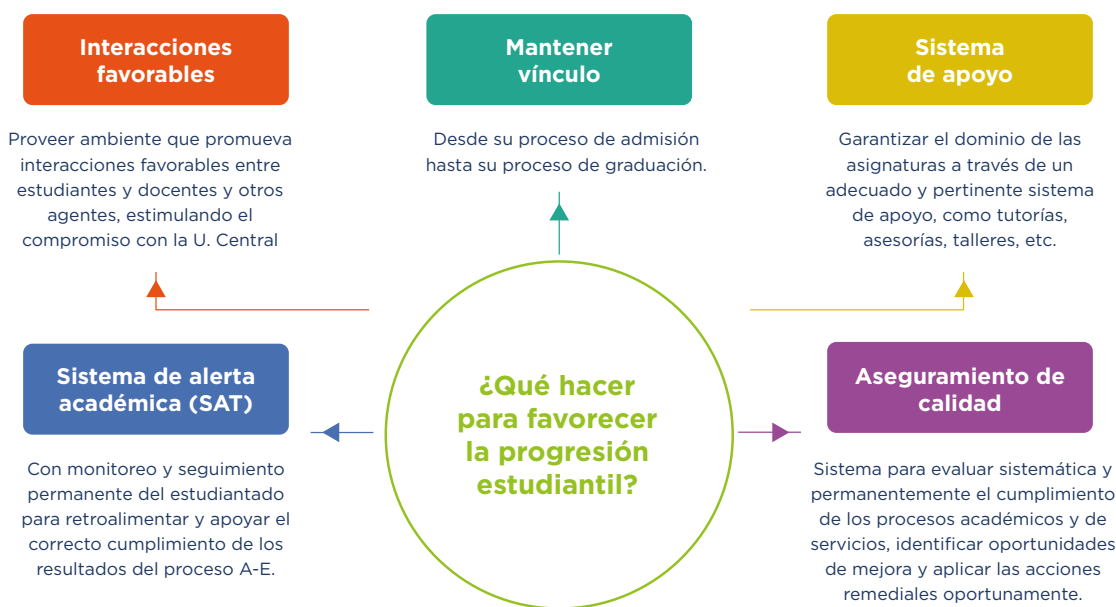 Interacciones
favorables
Proveer ambiente que promueva
interacciones favorables entre
estudiantes y docentes y otros
agentes, estimulando el
compromiso con la U. Central
Mantener
vínculo
Desde su proceso de admisión
hasta su proceso de graduación.
Sistema
de apoyo
Garantizar el dominio de las
asignaturas a través de un
adecuado y pertinente sistema
de apoyo, como tutorías,
asesorías, talleres, etc.
¿Qué hacer
para favorecer
la progresión
estudiantil?
Sistema de alerta
académica (SAT)
Con monitoreo y seguimiento
permanente del estudiantado
para retroalimentar y apoyar el
correcto cumplimiento de los
resultados del proceso A-E.
Aseguramiento de
calidad
Sistema para evaluar sistemática y
permanentemente el cumplimiento
de los procesos académicos y de
servicios, identificar oportunidades
de mejora y aplicar las acciones
remediales oportunamente.